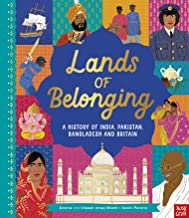 Lands
OF
Belonging
A HISTORY OF INDIA, PAKISTAN,
BANGLADESH AND BRITAIN